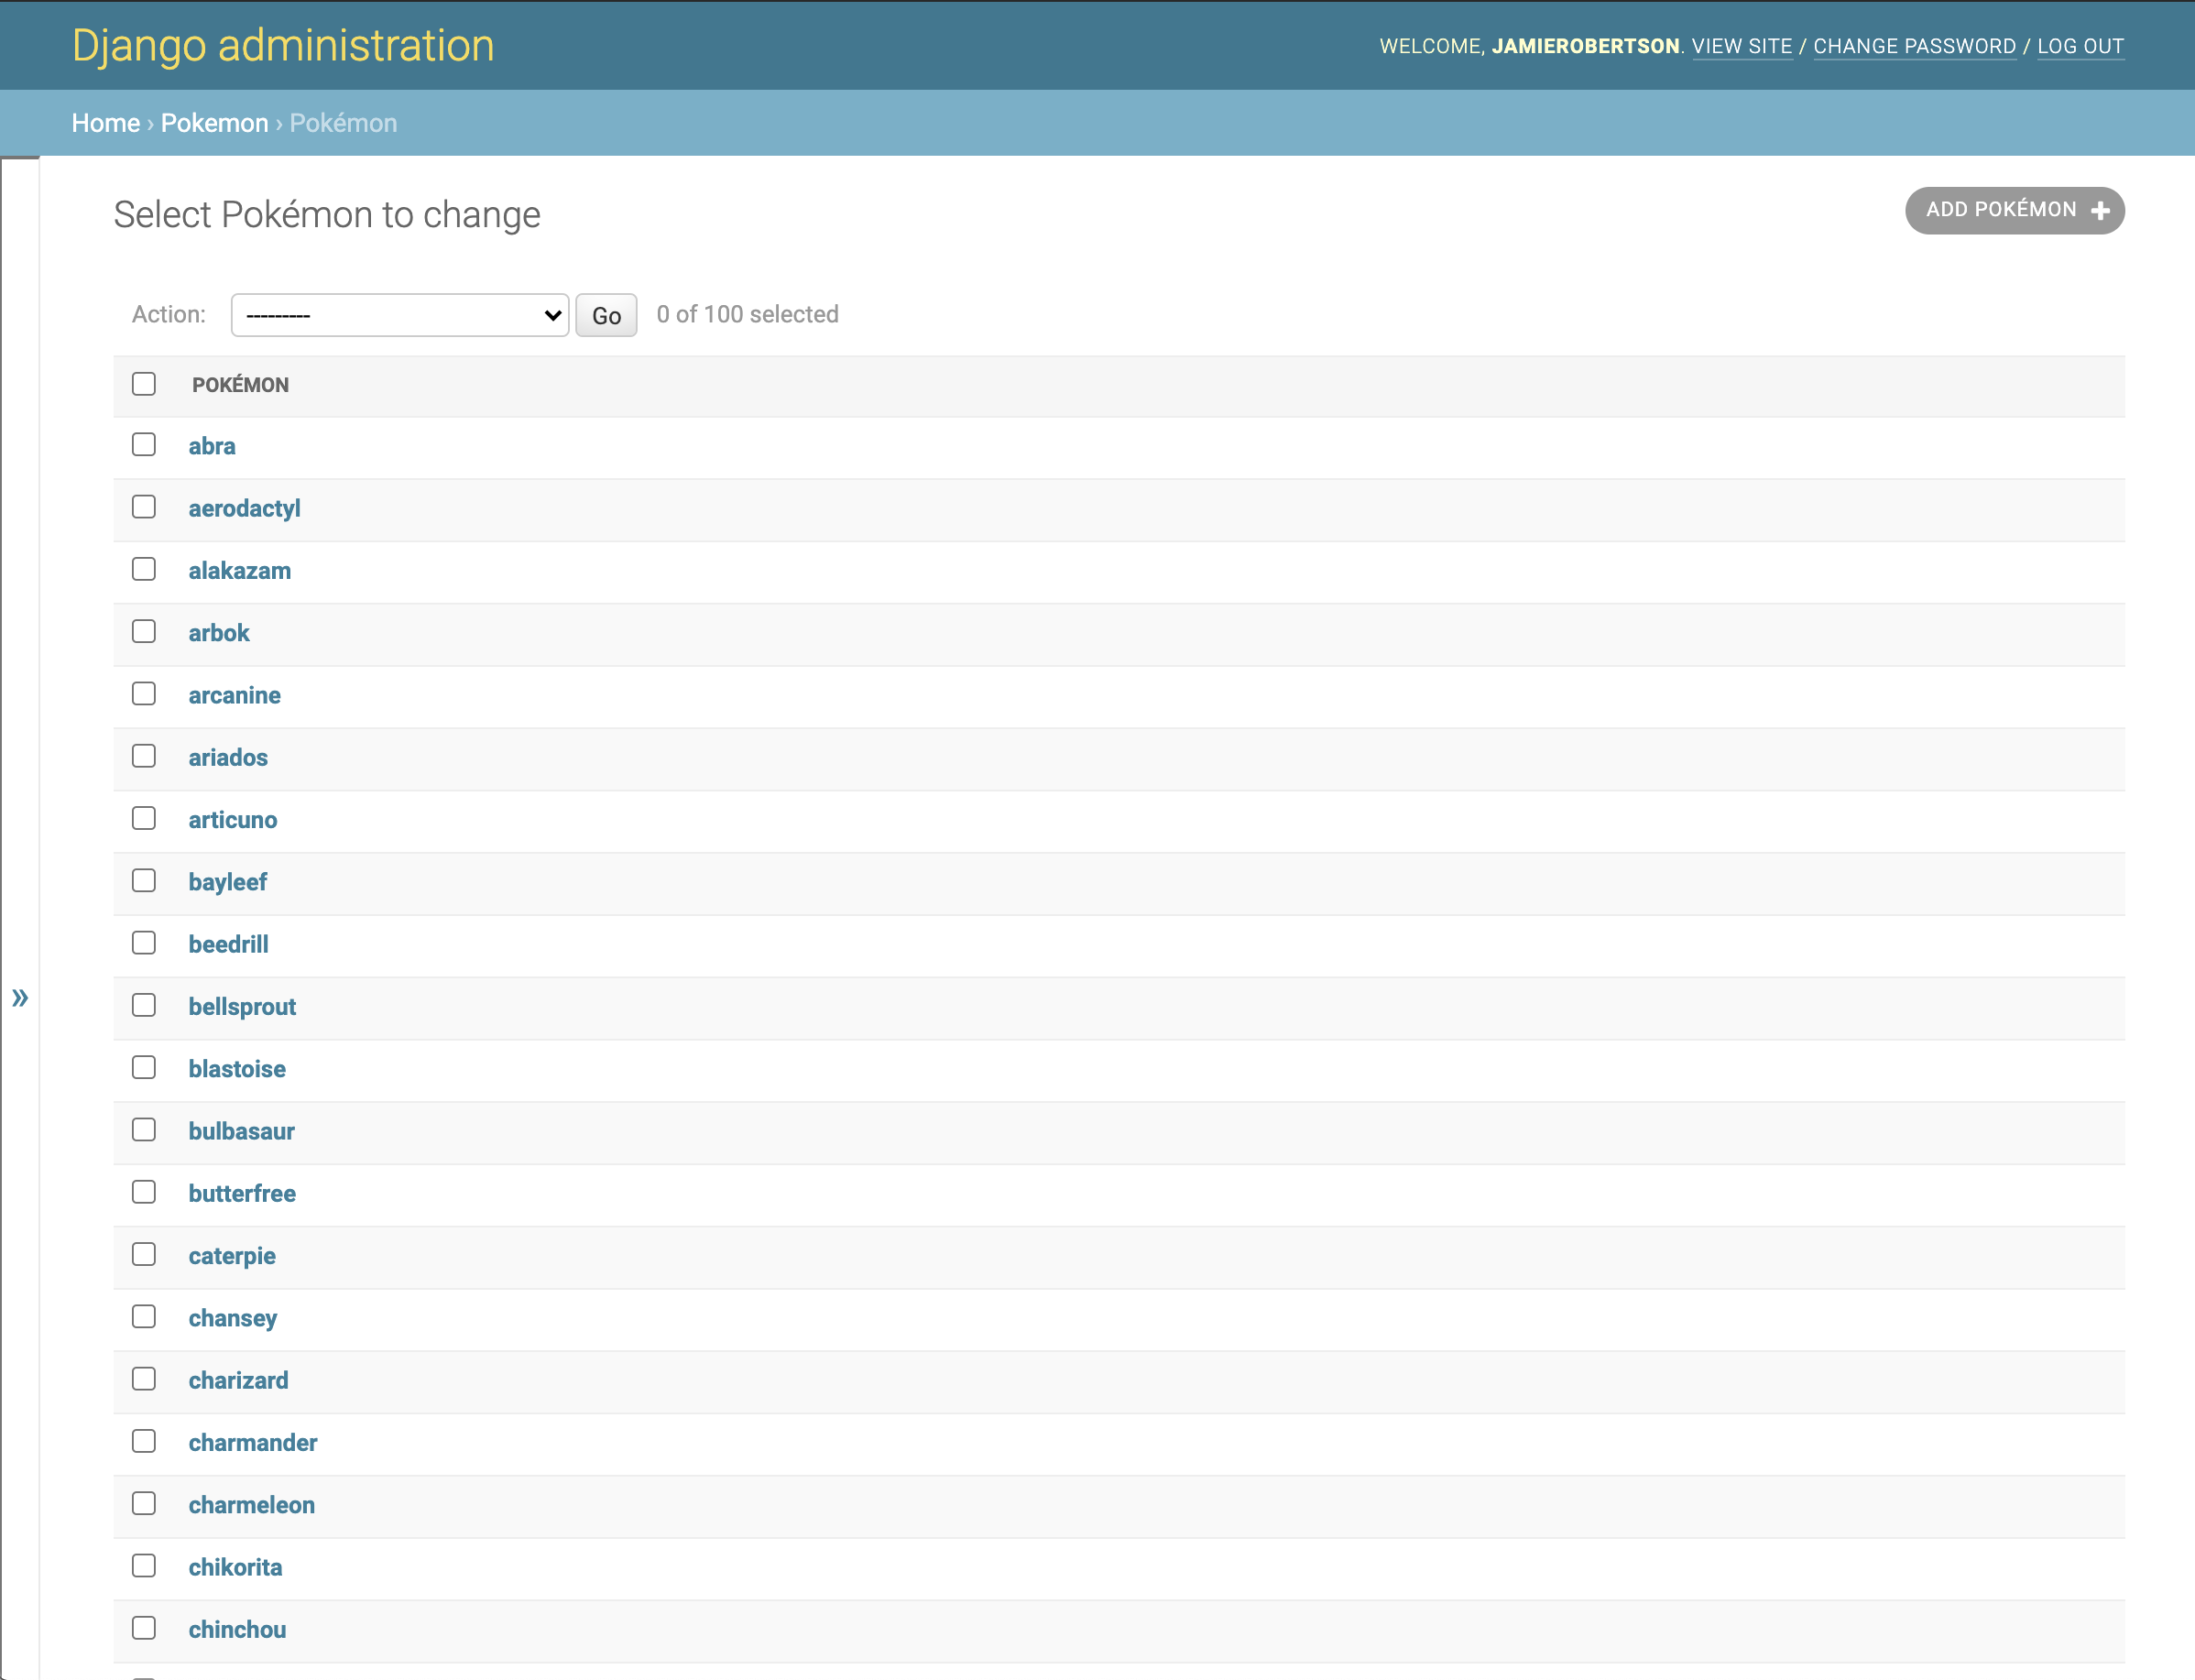 Django administration
WELCOME, JAMIEROBERTSON. VIEW SITE / CHANGE PASSWORD / LOG OUT
Home › Pokemon › Pokémon
Select Pokémon to change
ADD POKÉMON +
Action: --------- Go 0 of 100 selected
POKÉMON
abra
aerodactyl
alakazam
arbok
arcanine
ariados
articuno
bayleef
beedrill
»
bellsprout
blastoise
bulbasaur
butterfree
caterpie
chansey
charizard
charmander
charmeleon
chikorita
chinchou